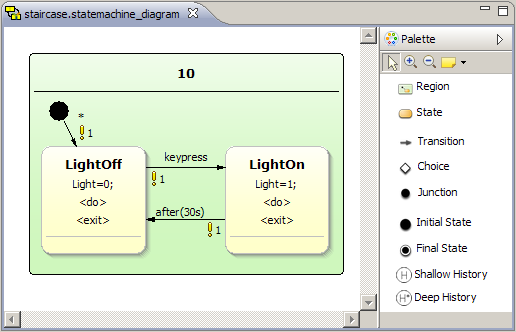 staircase.statemachine_diagram
10
*
1
LightOff
Light=0;
<do>
<exit>
keypress
1
after(30s)
1
LightOn
Light=1;
<do>
<exit>
Palette
Region
State
Transition
Choice
Junction
Initial State
Final State
H Shallow History
H* Deep History